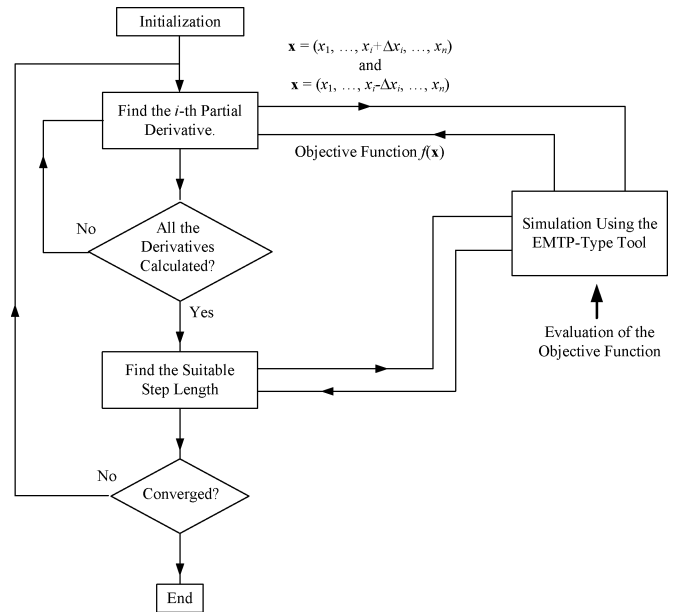 Initialization
x = (x1, …, xi+Δxi, …, xn)
and
x = (x1, …, xi-Δxi, …, xn)
Find the i-th Partial
Derivative.
Objective Function f(x)
No
All the
Derivatives
Calculated?
Simulation Using the
EMTP-Type Tool
Yes
Evaluation of the
Objective Function
Find the Suitable
Step Length
No
Converged?
End